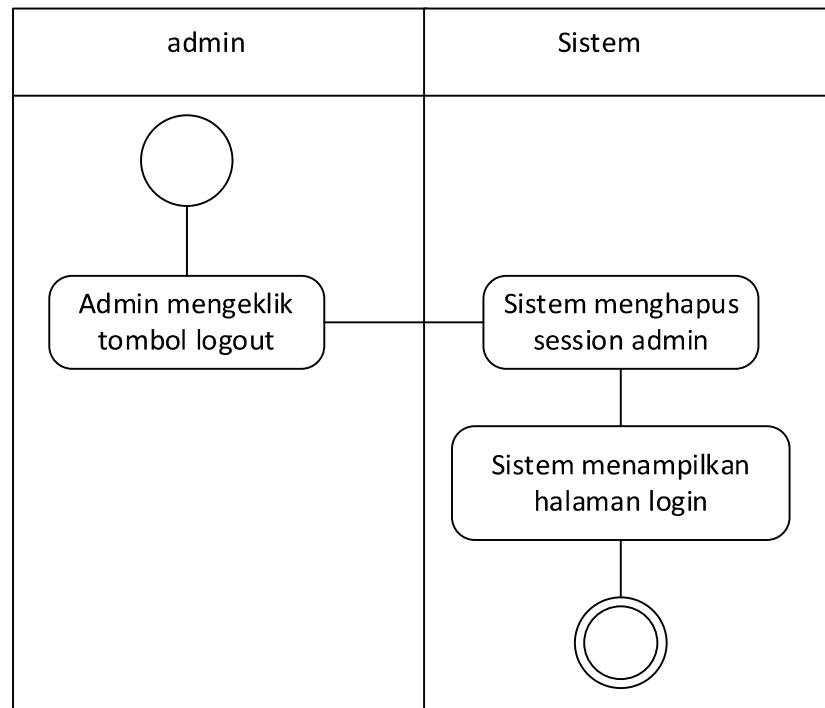 admin
Sistem
Admin mengeklik
tombol logout
Sistem menghapus
session admin
Sistem menampilkan
halaman login